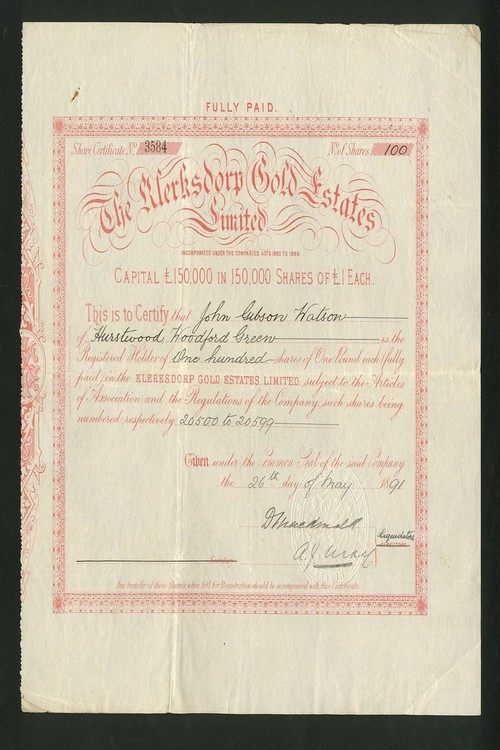 FULLY PAID.
Share Certificate, No. 3584 No. of Shares 100
The Klerksdorp Gold Estates
Limited.
INCORPORATED UNDER THE COMPANIES ACTS 1862 TO 1890.
CAPITAL £150,000 IN 150,000 SHARES OF £1 EACH.
This is to Certify that John Gibson Watson
of Hurstwood Woodford Green is the
Registered Holder of One hundred shares of One Pound each fully
paid, in the KLERKSDORP GOLD ESTATES, LIMITED, subject to the Articles
of Association and the Regulations of the Company, such shares being
numbered respectively 20500 to 20599
Given under the Common Seal of the said Company
the 26th day of May 1891
Liquidators
Secretary
Any transfer of these Shares when left for Registration should be accompanied with this Certificate.